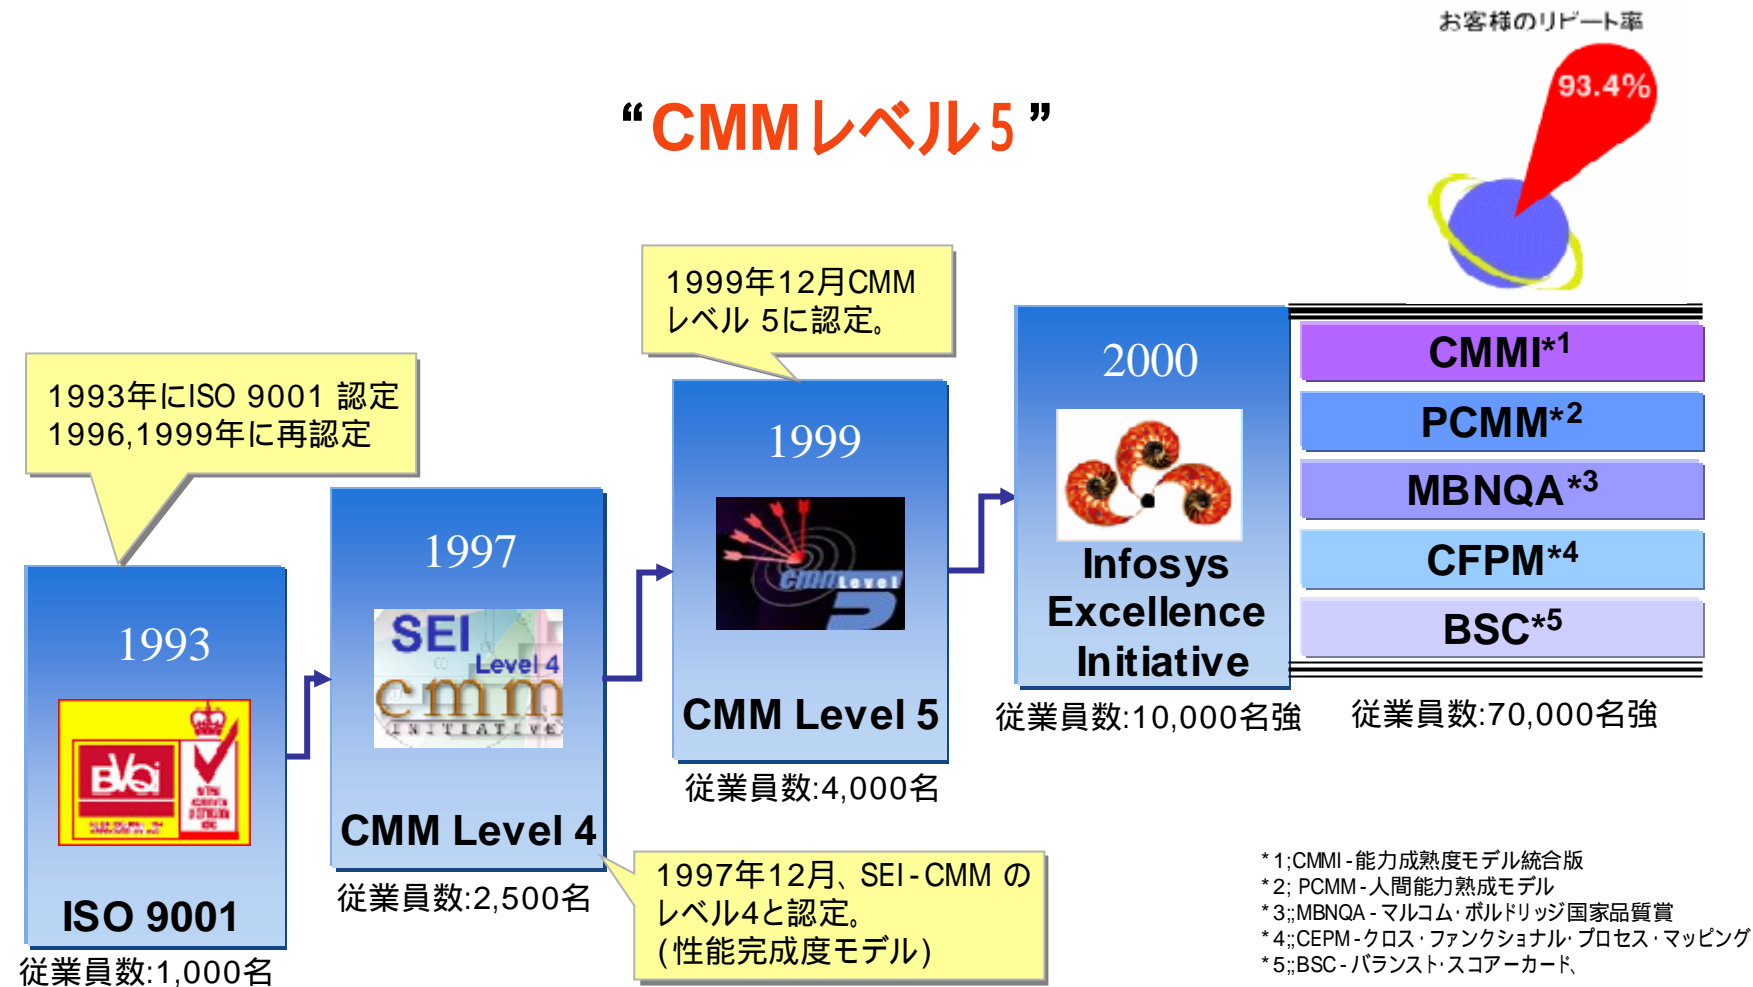 お客様のリピート率
93.4%
“CMMレベル5”
1999年12月CMM
レベル 5に認定。
1993年にISO 9001 認定
1996,1999年に再認定
1993
BVQi
ISO 9001
従業員数:1,000名
1997
SEI
Level 4
cmm
INITIATIVE
CMM Level 4
従業員数:2,500名
1997年12月、SEI-CMM の
レベル4と認定。
(性能完成度モデル)
1999
cmm Level
5
CMM Level 5
従業員数:4,000名
2000
Infosys
Excellence
Initiative
従業員数:10,000名強
CMMI*1
PCMM*2
MBNQA*3
CFPM*4
BSC*5
従業員数:70,000名強
*1;CMMI-能力成熟度モデル統合版
*2; PCMM-人間能力熟成モデル
*3;;MBNQA-マルコム・ボルドリッジ国家品質賞
*4;;CEPM-クロス・ファンクショナル・プロセス・マッピング
*5;;BSC-バランスト・スコアーカード、